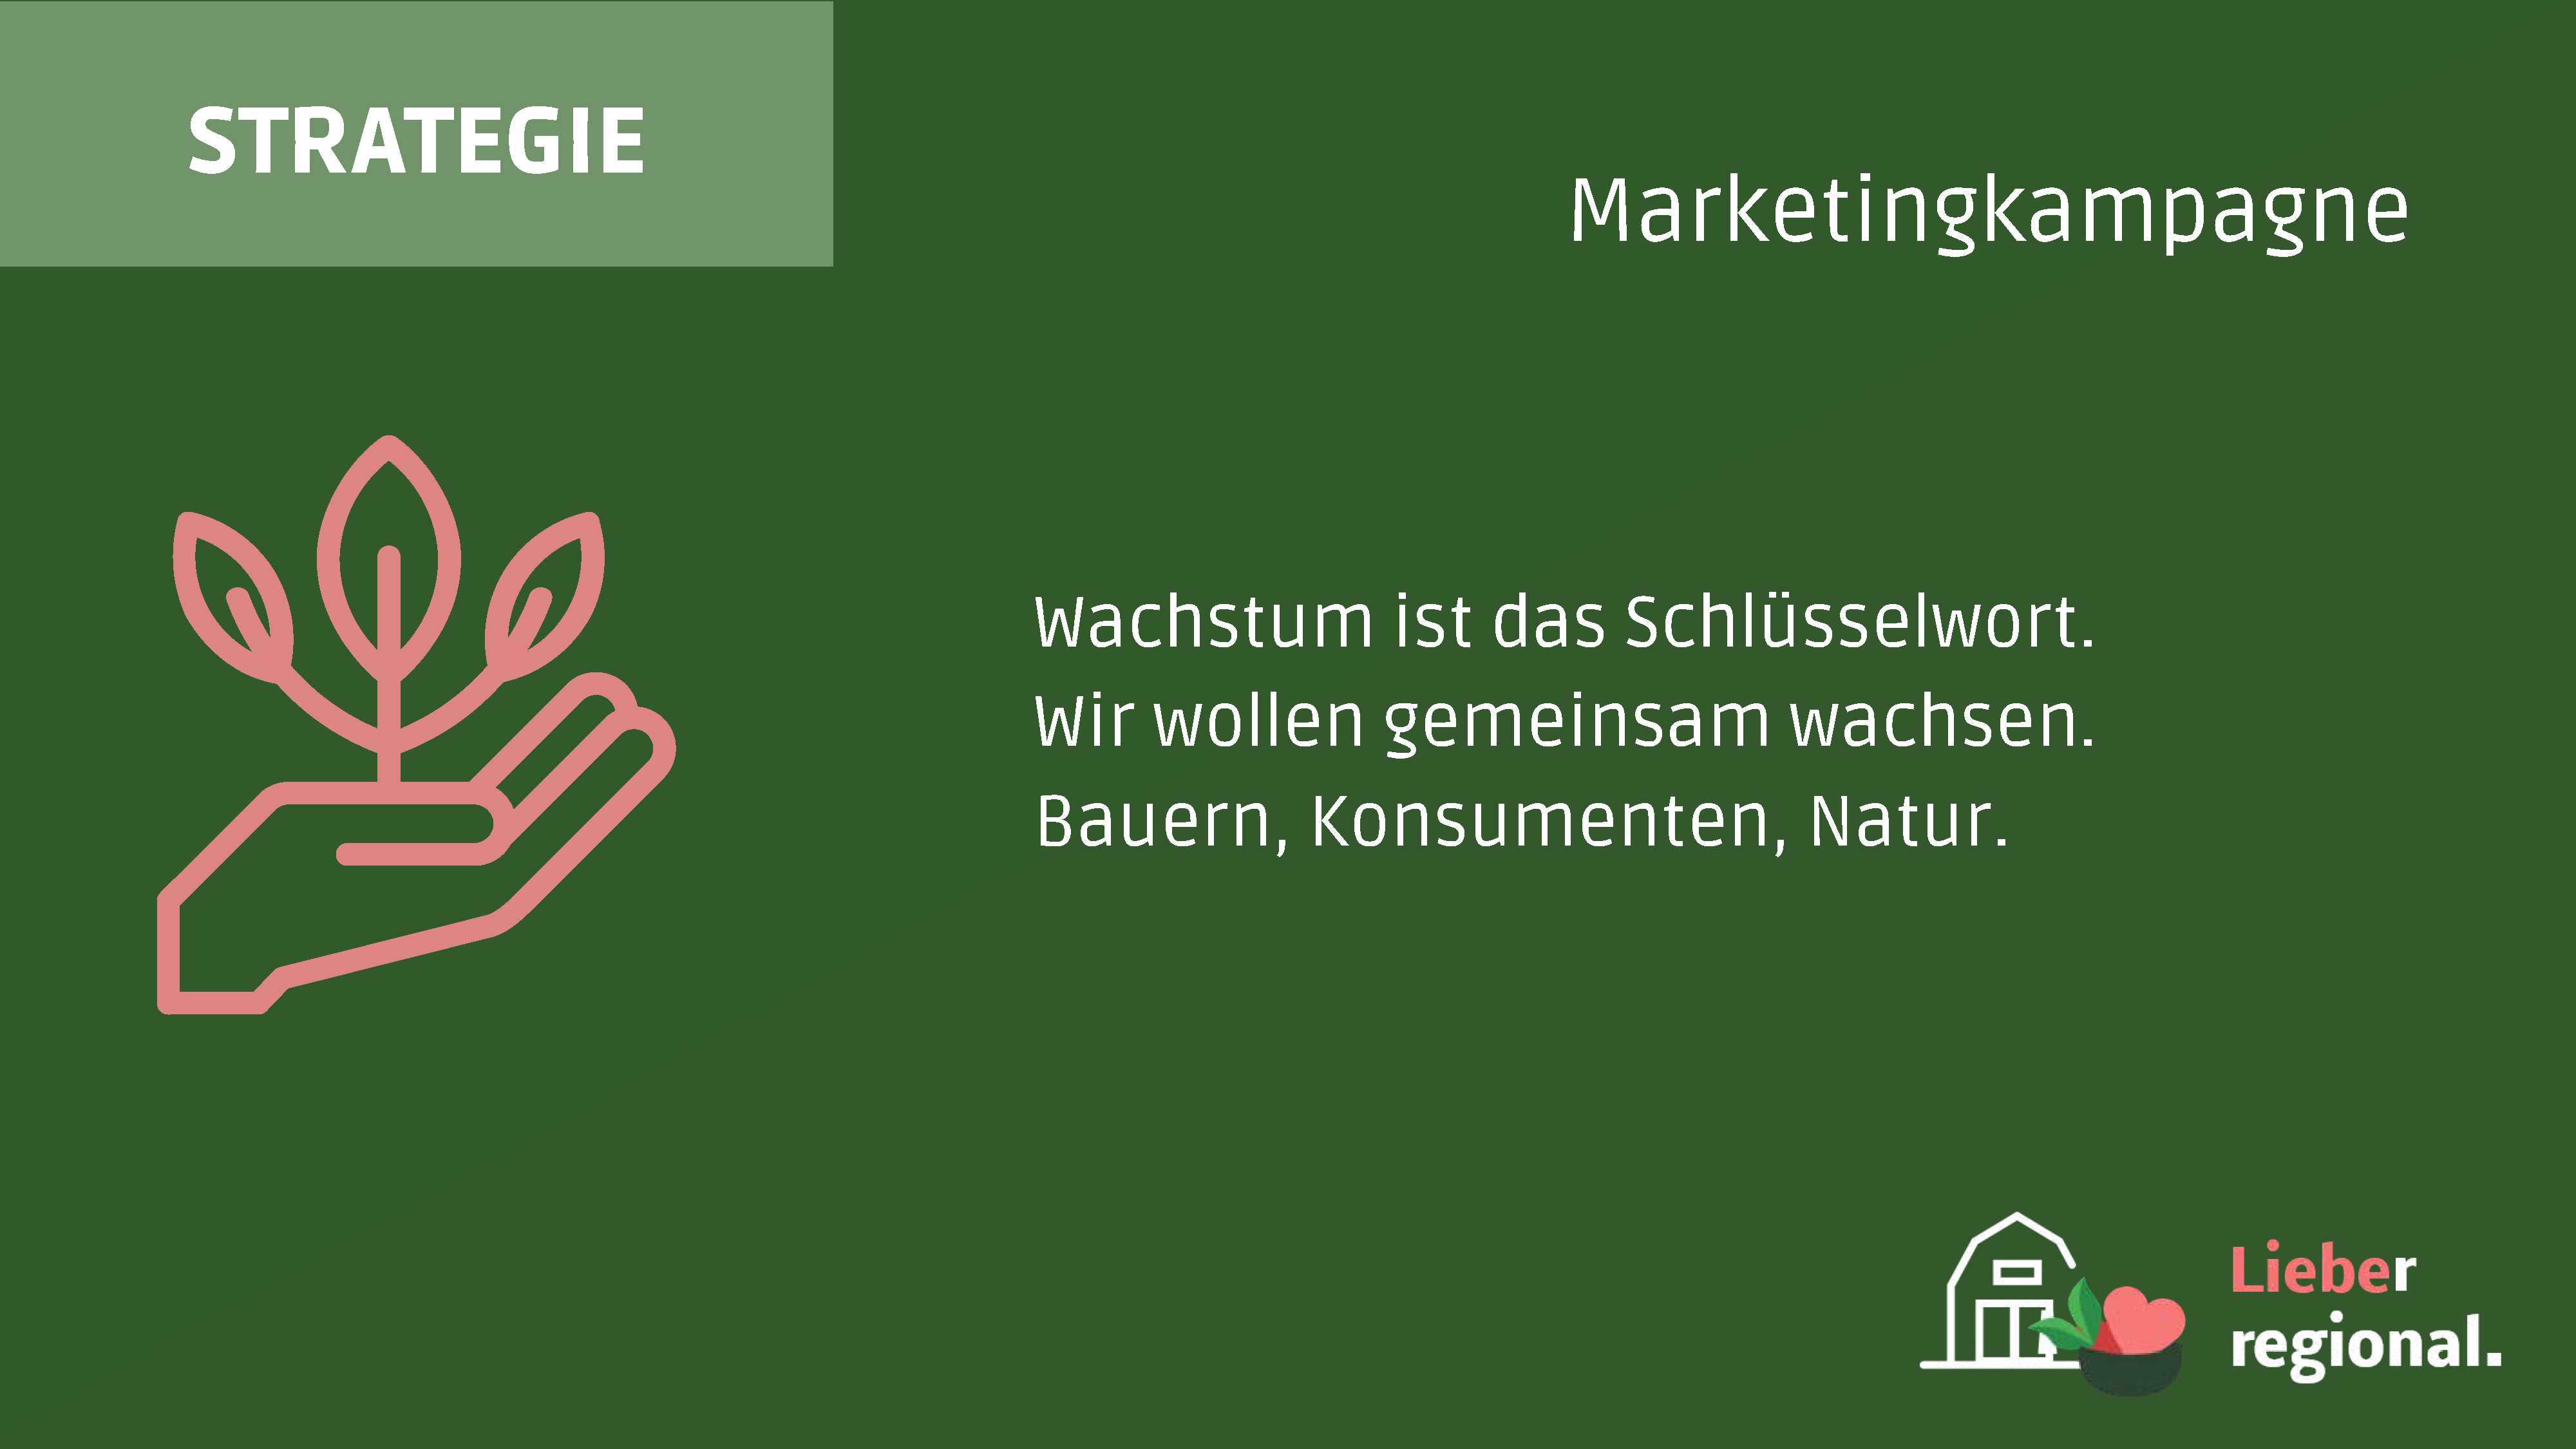 STRATEGIE
Marketingkampagne
Wachstum ist das Schlüsselwort.
Wir wollen gemeinsam wachsen.
Bauern, Konsumenten, Natur.
Lieber
regional.